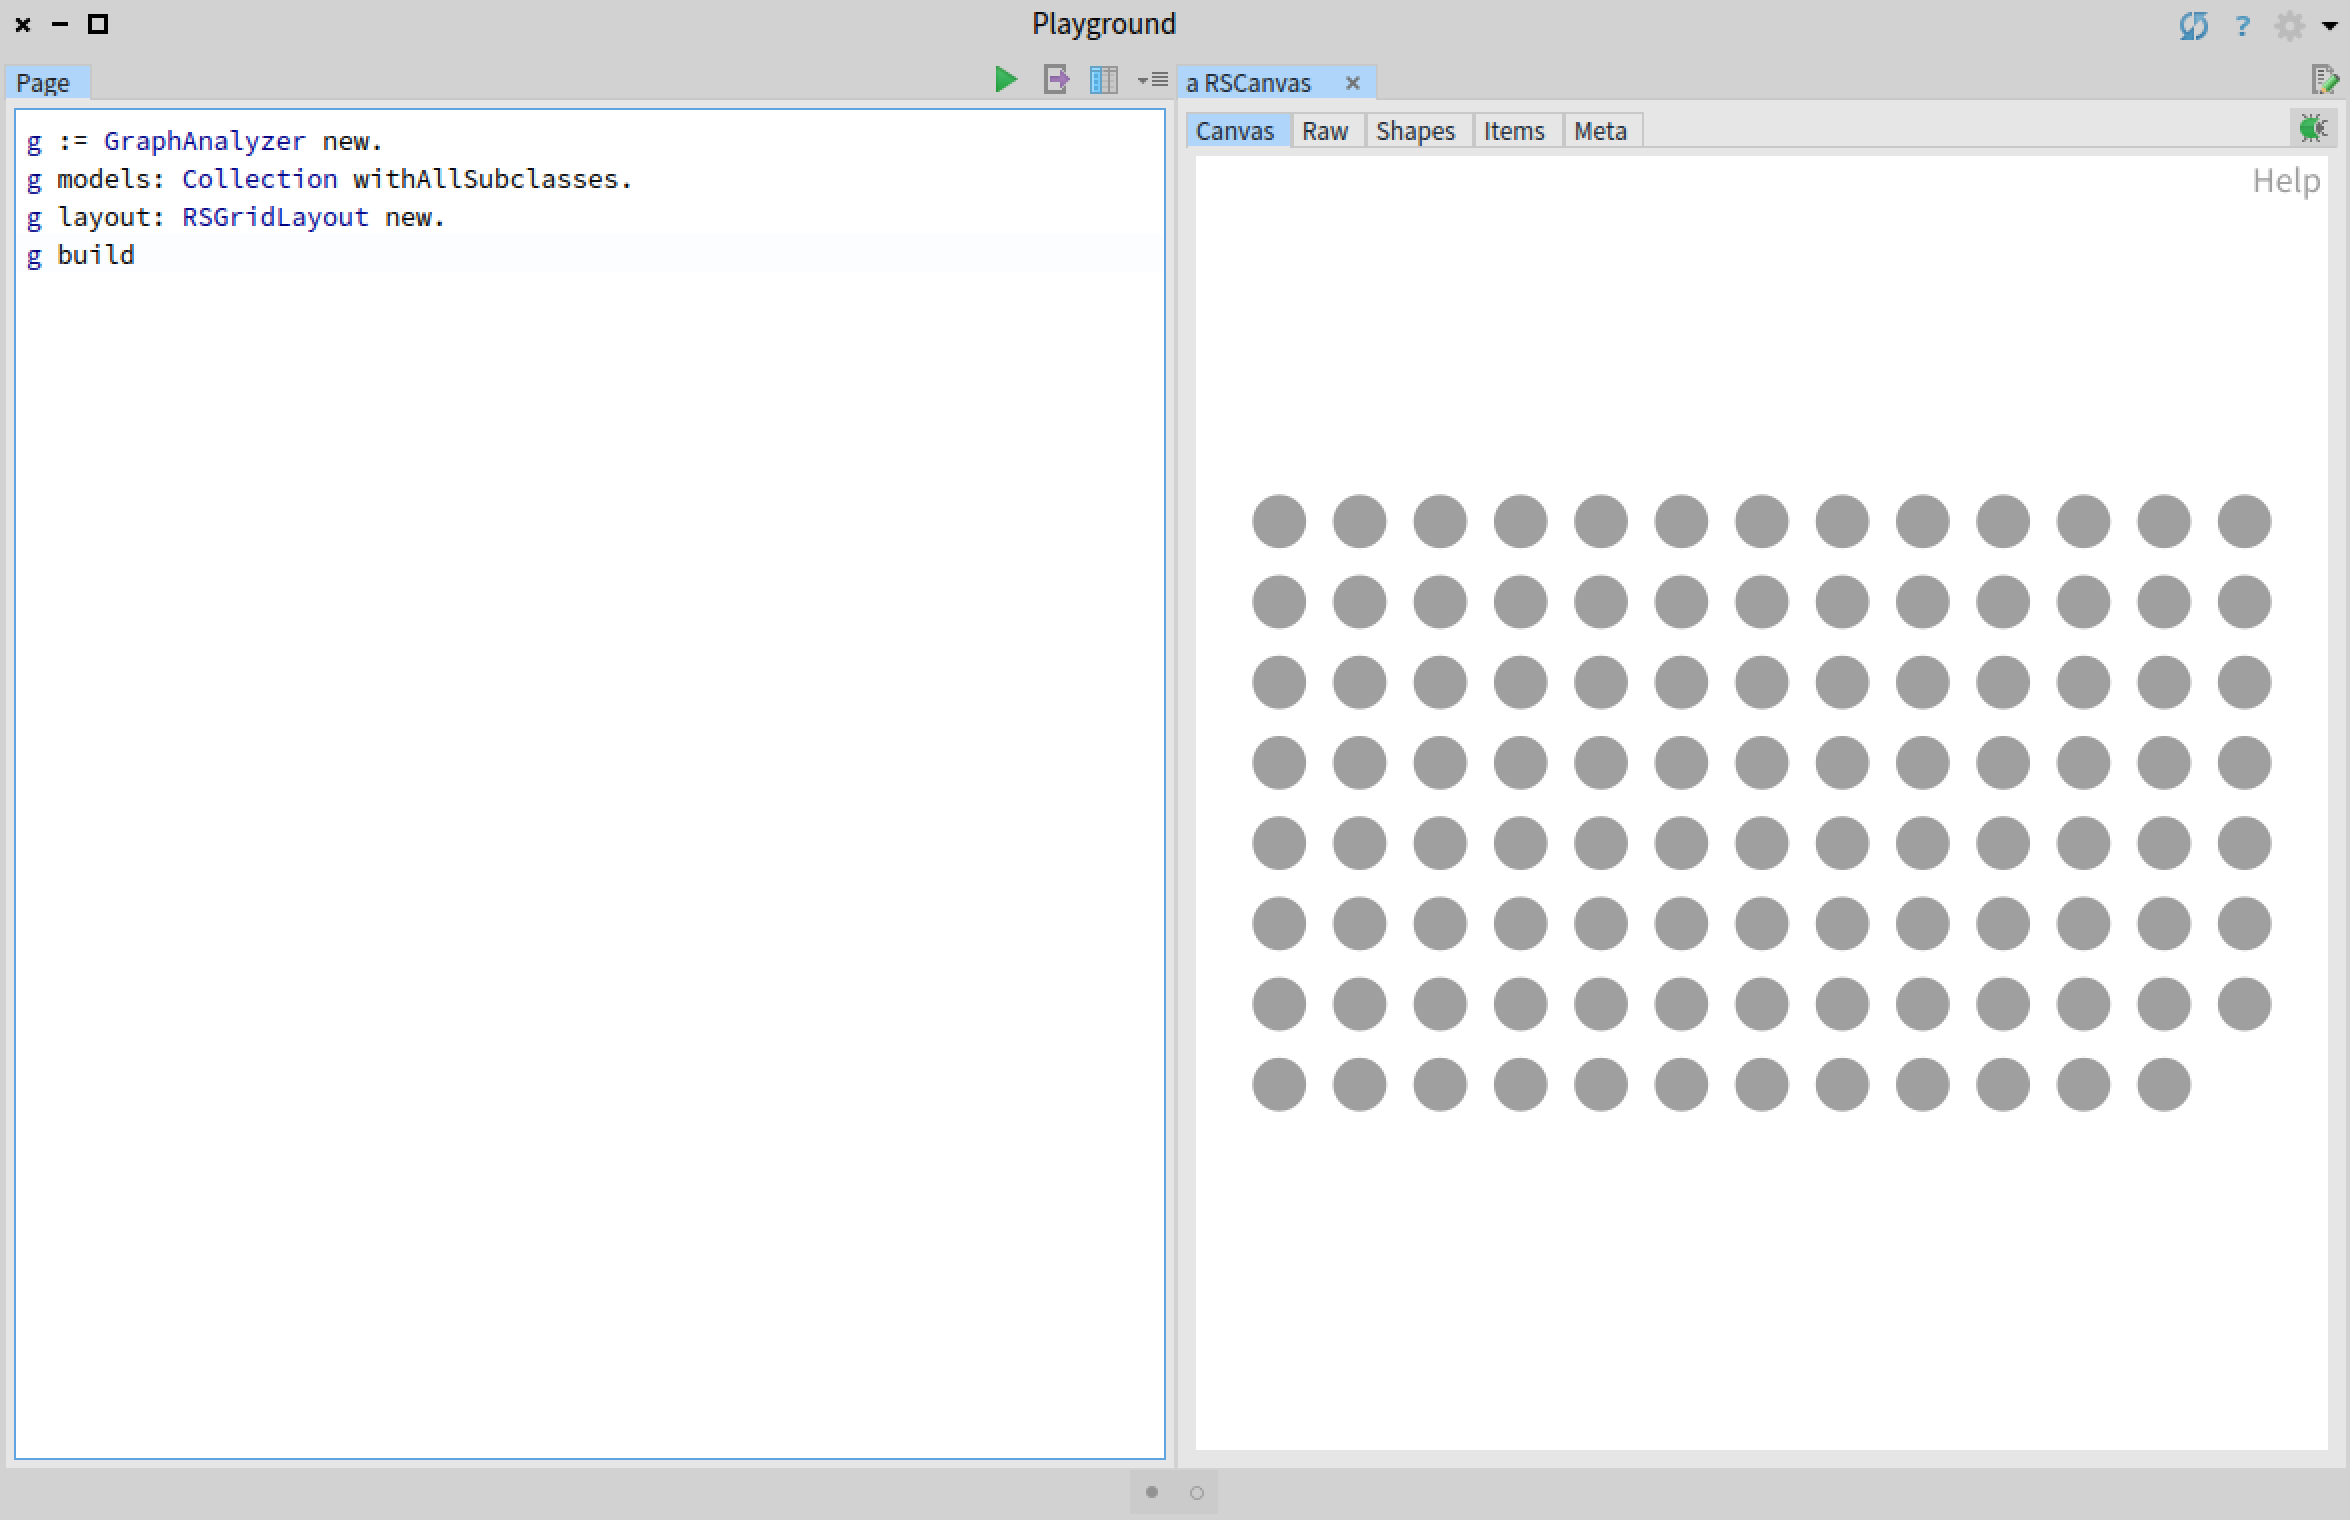 Playground
?
Page
a RSCanvas
g := GraphAnalyzer new.
g models: Collection withAllSubclasses.
g layout: RSGridLayout new.
g build
Canvas Raw Shapes Items Meta
Help